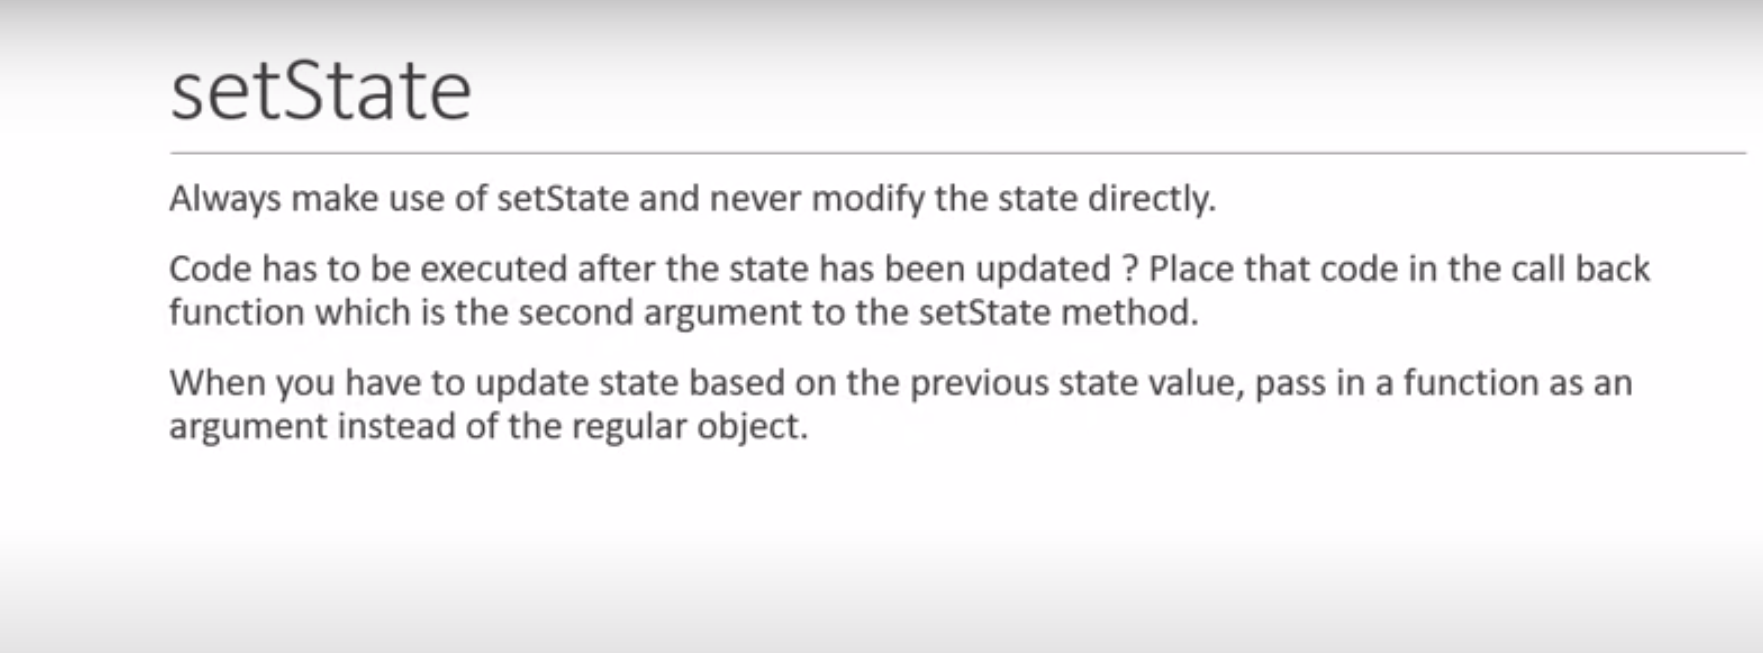 setState
Always make use of setState and never modify the state directly.
Code has to be executed after the state has been updated ? Place that code in the call back
function which is the second argument to the setState method.
When you have to update state based on the previous state value, pass in a function as an
argument instead of the regular object.